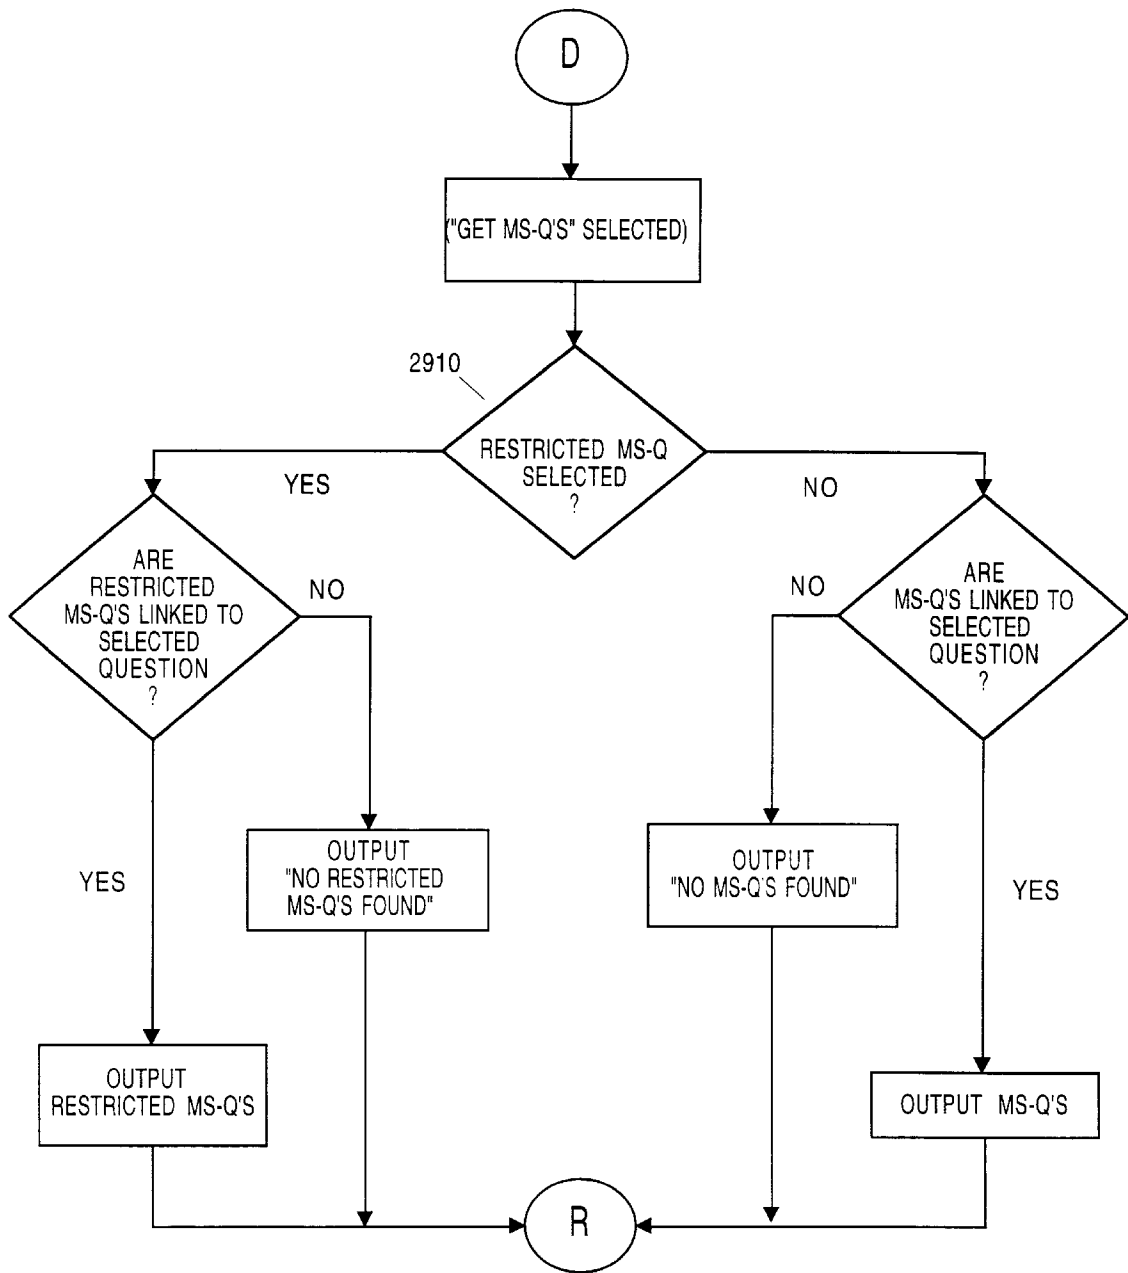 D
("GET MS-Q'S" SELECTED)
2910
RESTRICTED MS-Q
SELECTED
?
YES
NO
ARE
RESTRICTED
MS-Q'S LINKED TO
SELECTED
QUESTION
?
NO
NO
ARE
MS-Q'S LINKED TO
SELECTED
QUESTION
?
YES
OUTPUT
"NO RESTRICTED
MS-Q'S FOUND"
OUTPUT
"NO MS-Q'S FOUND"
YES
OUTPUT
RESTRICTED MS-Q'S
OUTPUT MS-Q'S
R